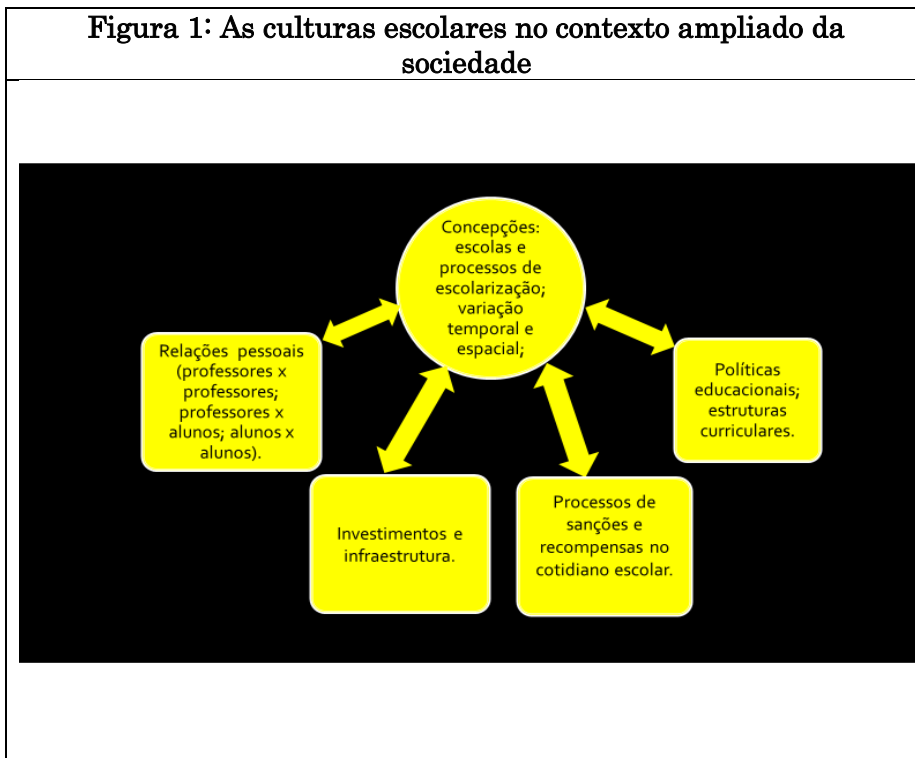 Figura 1: As culturas escolares no contexto ampliado da
sociedade
Concepções:
escolas e
processos de
escolarização;
variação
temporal e
espacial;
Relações pessoais
(professores x
professores;
professores x
alunos; alunos x
alunos).
Investimentos e
infraestrutura.
Processos de
sanções e
recompensas no
cotidiano escolar.
Políticas
educacionais;
estruturas
curriculares.